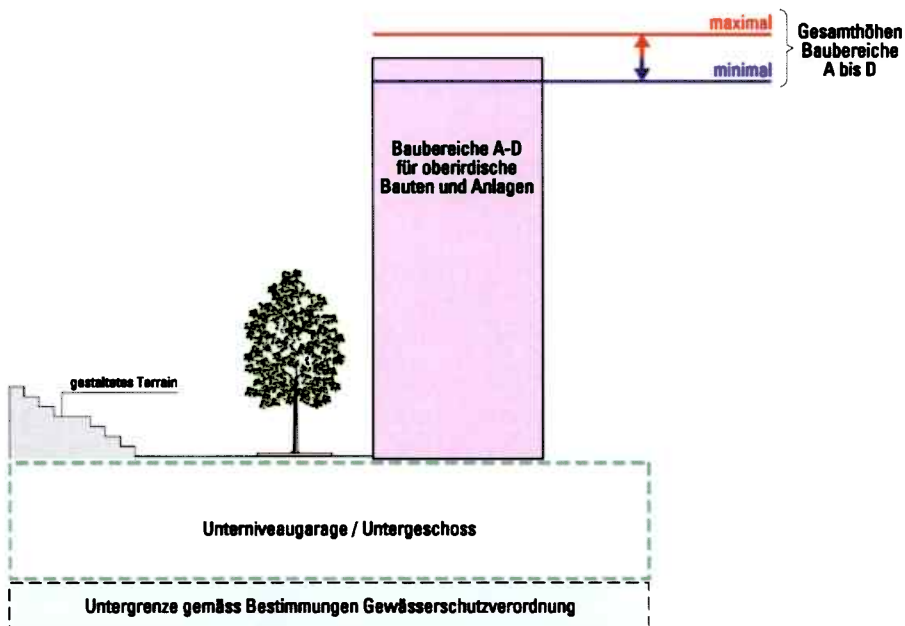 maximal
minimal
Gesamthöhen
Baubereiche
A bis D
Baubereiche A-D
für oberirdische
Bauten und Anlagen
gestaltetes Terrain
Unterniveaugarage / Untergeschoss
Untergrenze gemäss Bestimmungen Gewässerschutzverordnung